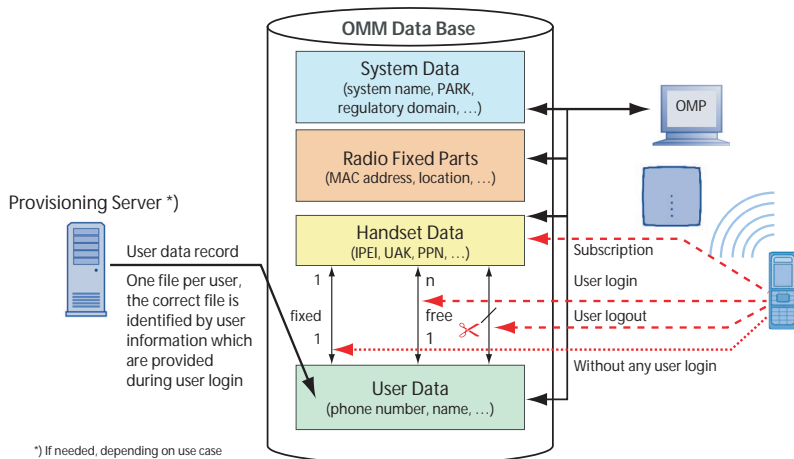 OMM Data Base
System Data
(system name, PARK,
regulatory domain, …)
OMP
Radio Fixed Parts
(MAC address, location, …)
Provisioning Server *)
Handset Data
(IPEI, UAK, PPN, …)
User data record
One file per user,
the correct file is
identified by user
information which
are provided
during user login
1
n
fixed
free
1
1
Subscription
User login
User logout
Without any user login
User Data
(phone number, name, …)
*) If needed, depending on use case